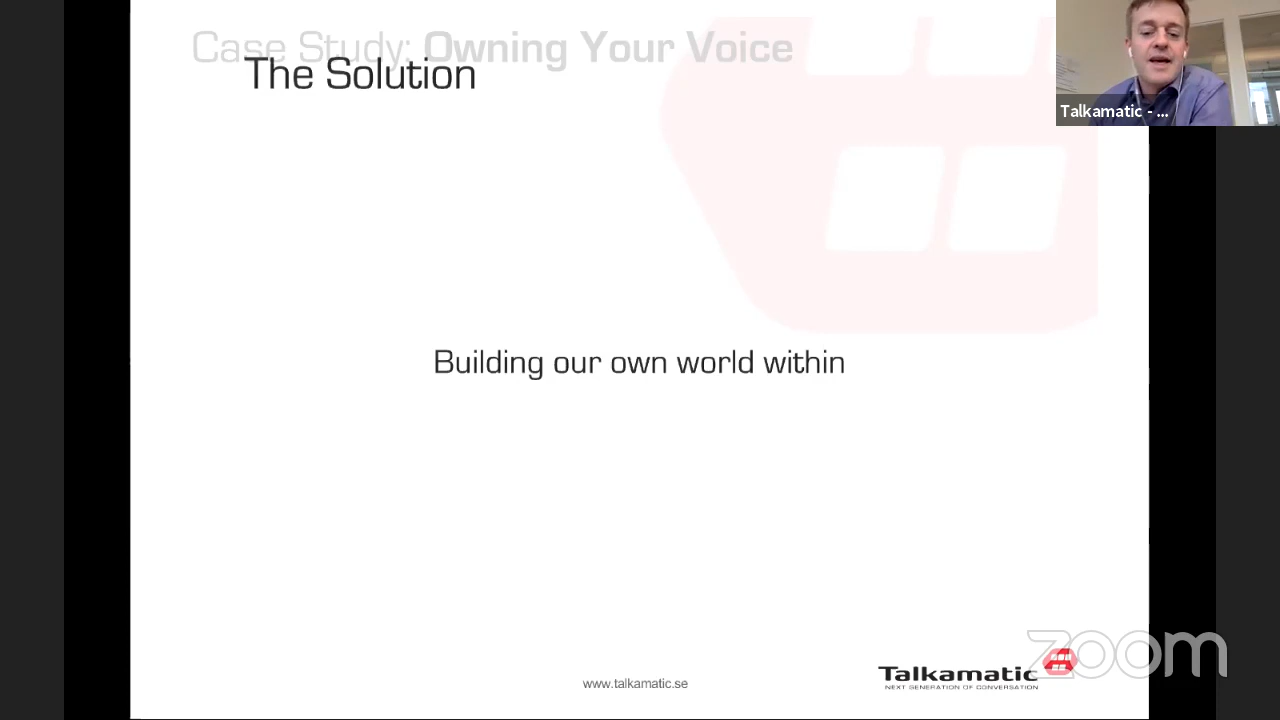 Case Study: Owning Your Voice
The Solution
Talkamatic - ...
Building our own world within
www.talkamatic.se
Talkamatic
NEXT GENERATION OF CONVERSATION
zoom